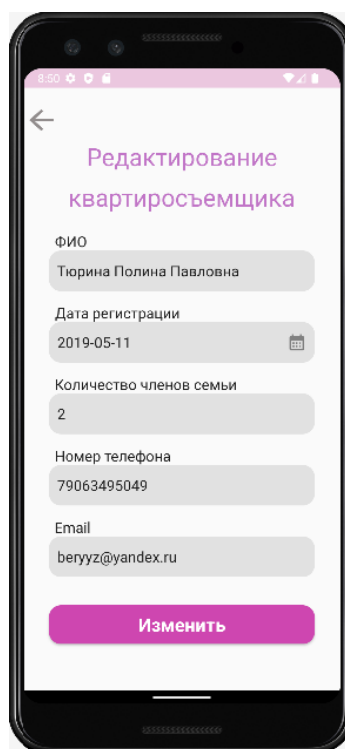 8:50
Редактирование
квартиросъемщика
ФИО
Тюрина Полина Павловна
Дата регистрации
2019-05-11
Количество членов семьи
2
Номер телефона
79063495049
Email
beryyz@yandex.ru
Изменить